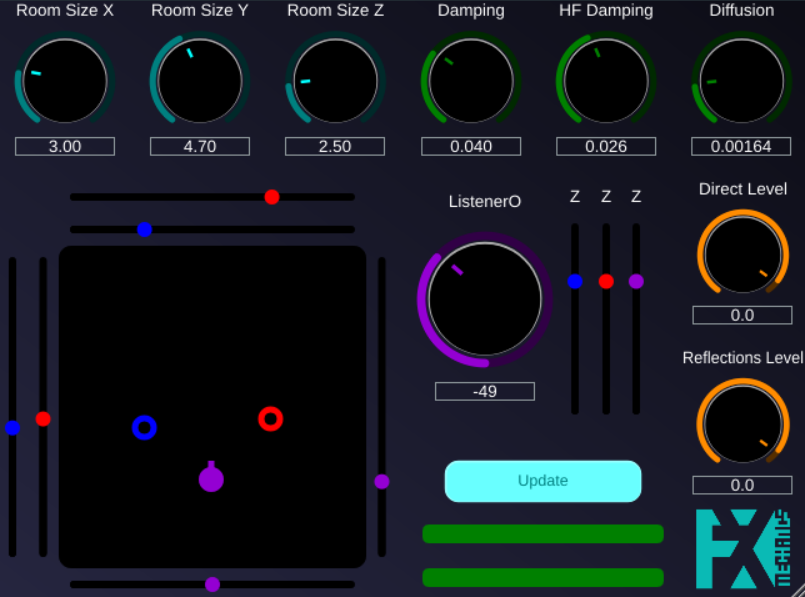 Room Size X Room Size Y Room Size Z Damping HF Damping Diffusion
3.00 4.70 2.50 0.040 0.026 0.00164
ListenerO Z Z Z Direct Level
0.0
Reflections Level
-49
Update
0.0
FX
MECHANICS